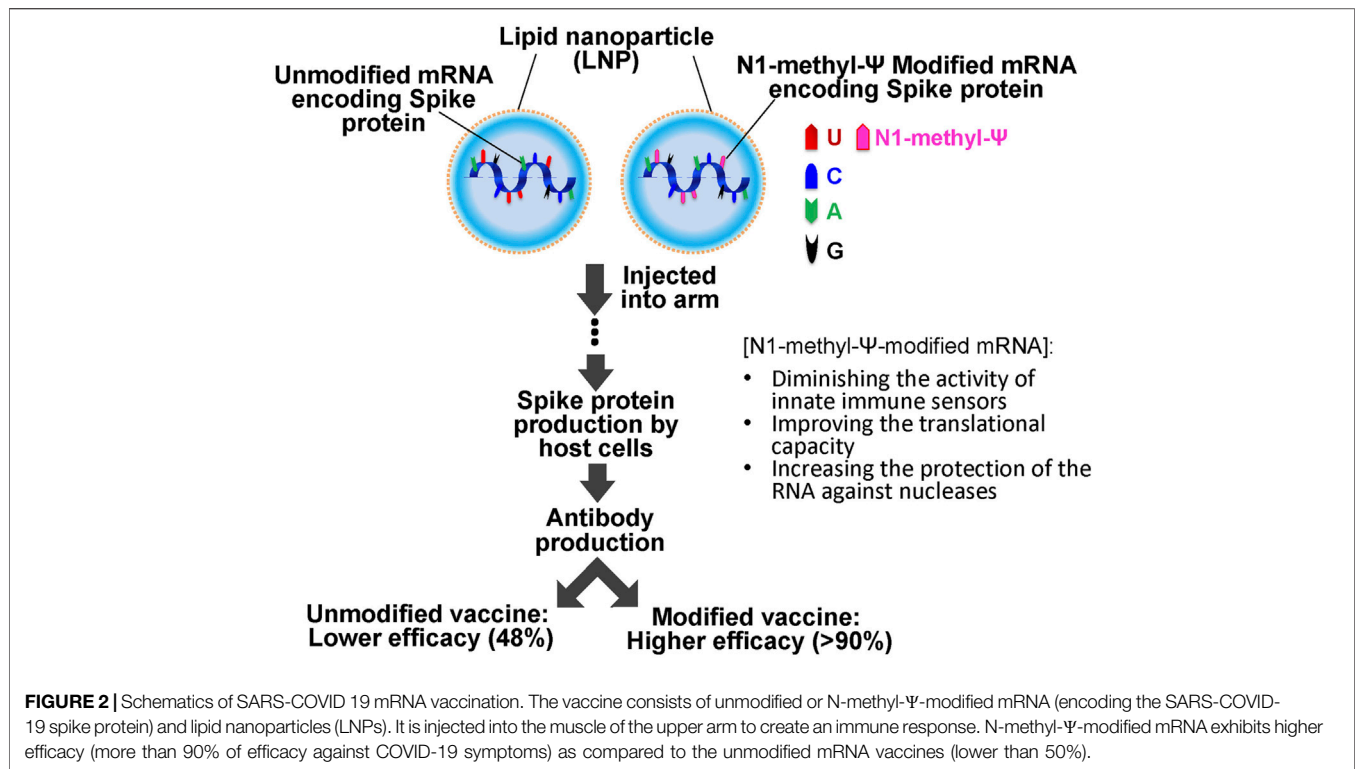 Lipid nanoparticle
(LNP)
Unmodified mRNA
encoding Spike
protein
N1-methyl-Ψ Modified mRNA
encoding Spike protein
U N1-methyl-Ψ
C
A
G
Injected
into arm
[N1-methyl-Ψ-modified mRNA]:
• Diminishing the activity of
innate immune sensors
• Improving the translational
capacity
• Increasing the protection of the
RNA against nucleases
Spike protein
production by
host cells
Antibody
production
Unmodified vaccine:
Lower efficacy (48%)
Modified vaccine:
Higher efficacy (>90%)
FIGURE 2 | Schematics of SARS-COVID 19 mRNA vaccination. The vaccine consists of unmodified or N-methyl-Ψ-modified mRNA (encoding the SARS-COVID-
19 spike protein) and lipid nanoparticles (LNPs). It is injected into the muscle of the upper arm to create an immune response. N-methyl-Ψ-modified mRNA exhibits higher
efficacy (more than 90% of efficacy against COVID-19 symptoms) as compared to the unmodified mRNA vaccines (lower than 50%).